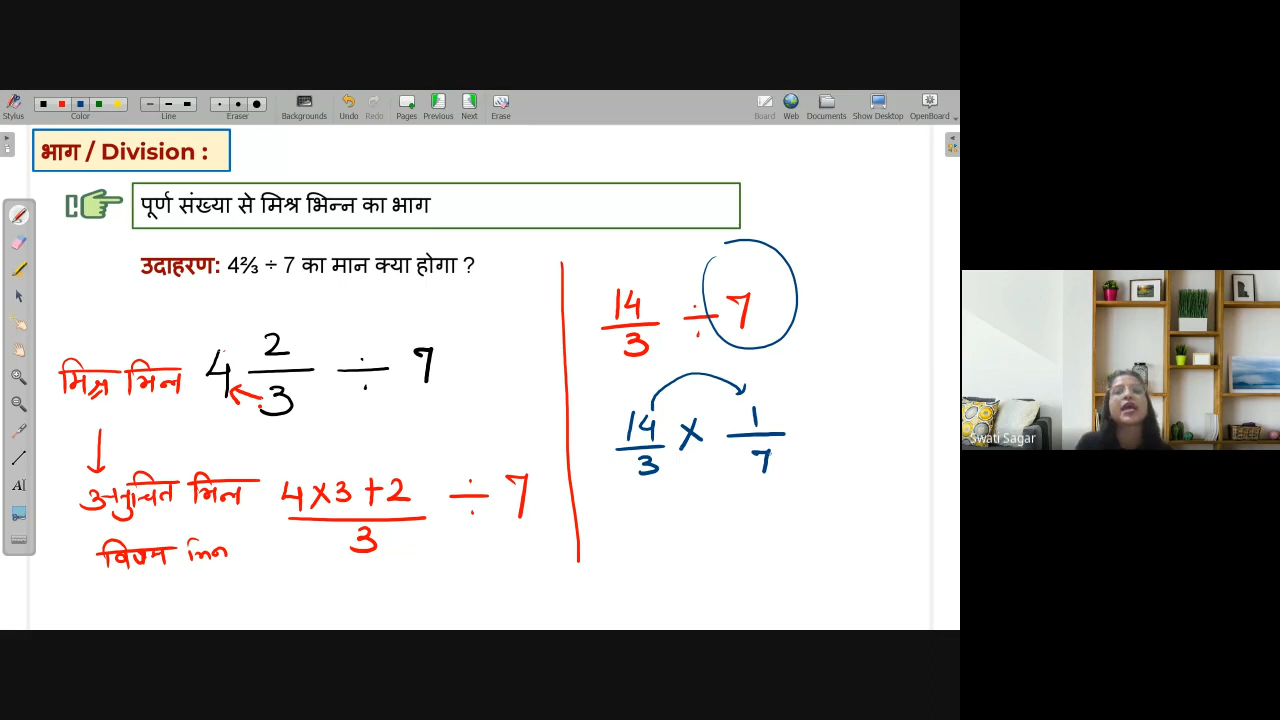 Stylus Color Line Eraser Backgrounds Undo Redo Pages Previous Next Erase Board Web Documents Show Desktop OpenBoard
भाग / Division :
पूर्ण संख्या से मिश्र भिन्न का भाग
उदाहरण: 4⅔ ÷ 7 का मान क्या होगा ?
मिश्र भिन्न 4 2/3 ÷ 7
अनुचित भिन्न (4×3+2)/3 ÷ 7
विषम भिन्न
14/3 ÷ 7
14/3 × 1/7
Swati Sagar